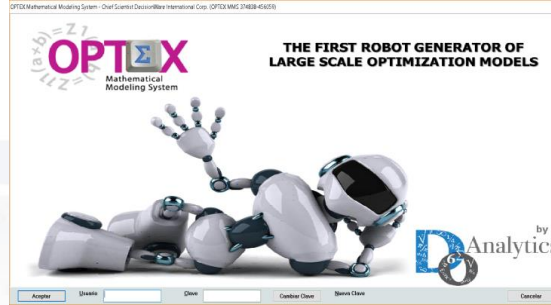 OPTEX Mathematical Modeling System - Chief Scientist DecisionWare International Corp. (OPTEX MMS 374838-456059)
(a+b)=Z1
OPTΣX
Mathematical
Modeling System
THE FIRST ROBOT GENERATOR OF
LARGE SCALE OPTIMIZATION MODELS
by
Analytics
Aceptar Usuario Clave Cambiar Clave Nueva Clave Cancelar